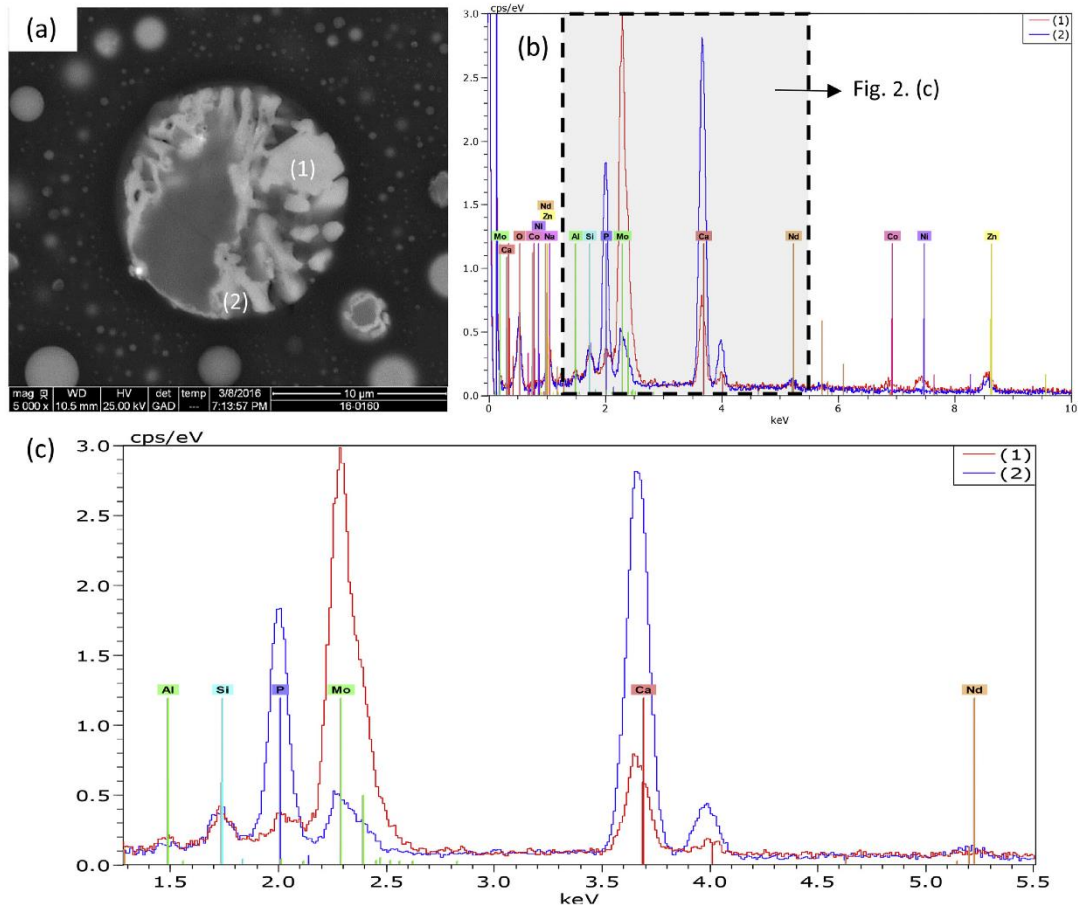 (a)
(1)
(2)
mag
WD
HV
det
temp
3/8/2016
10 µm
5 000 x
10.5 mm
25.00 kV
GAD
---
7:13:57 PM
16-0160
(b)
cps/eV
3.0
2.5
2.0
1.5
1.0
0.5
0.0
(1)
(2)
Fig. 2. (c)
Nd
Zn
Ni
Mo
O
Co
Na
Ca
Al
Si
P
Mo
Ca
Nd
Co
Ni
Zn
0
2
4
6
8
10
keV
(c)
cps/eV
3.0
2.5
2.0
1.5
1.0
0.5
0.0
(1)
(2)
Al
Si
P
Mo
Ca
Nd
1.5
2.0
2.5
3.0
3.5
4.0
4.5
5.0
5.5
keV